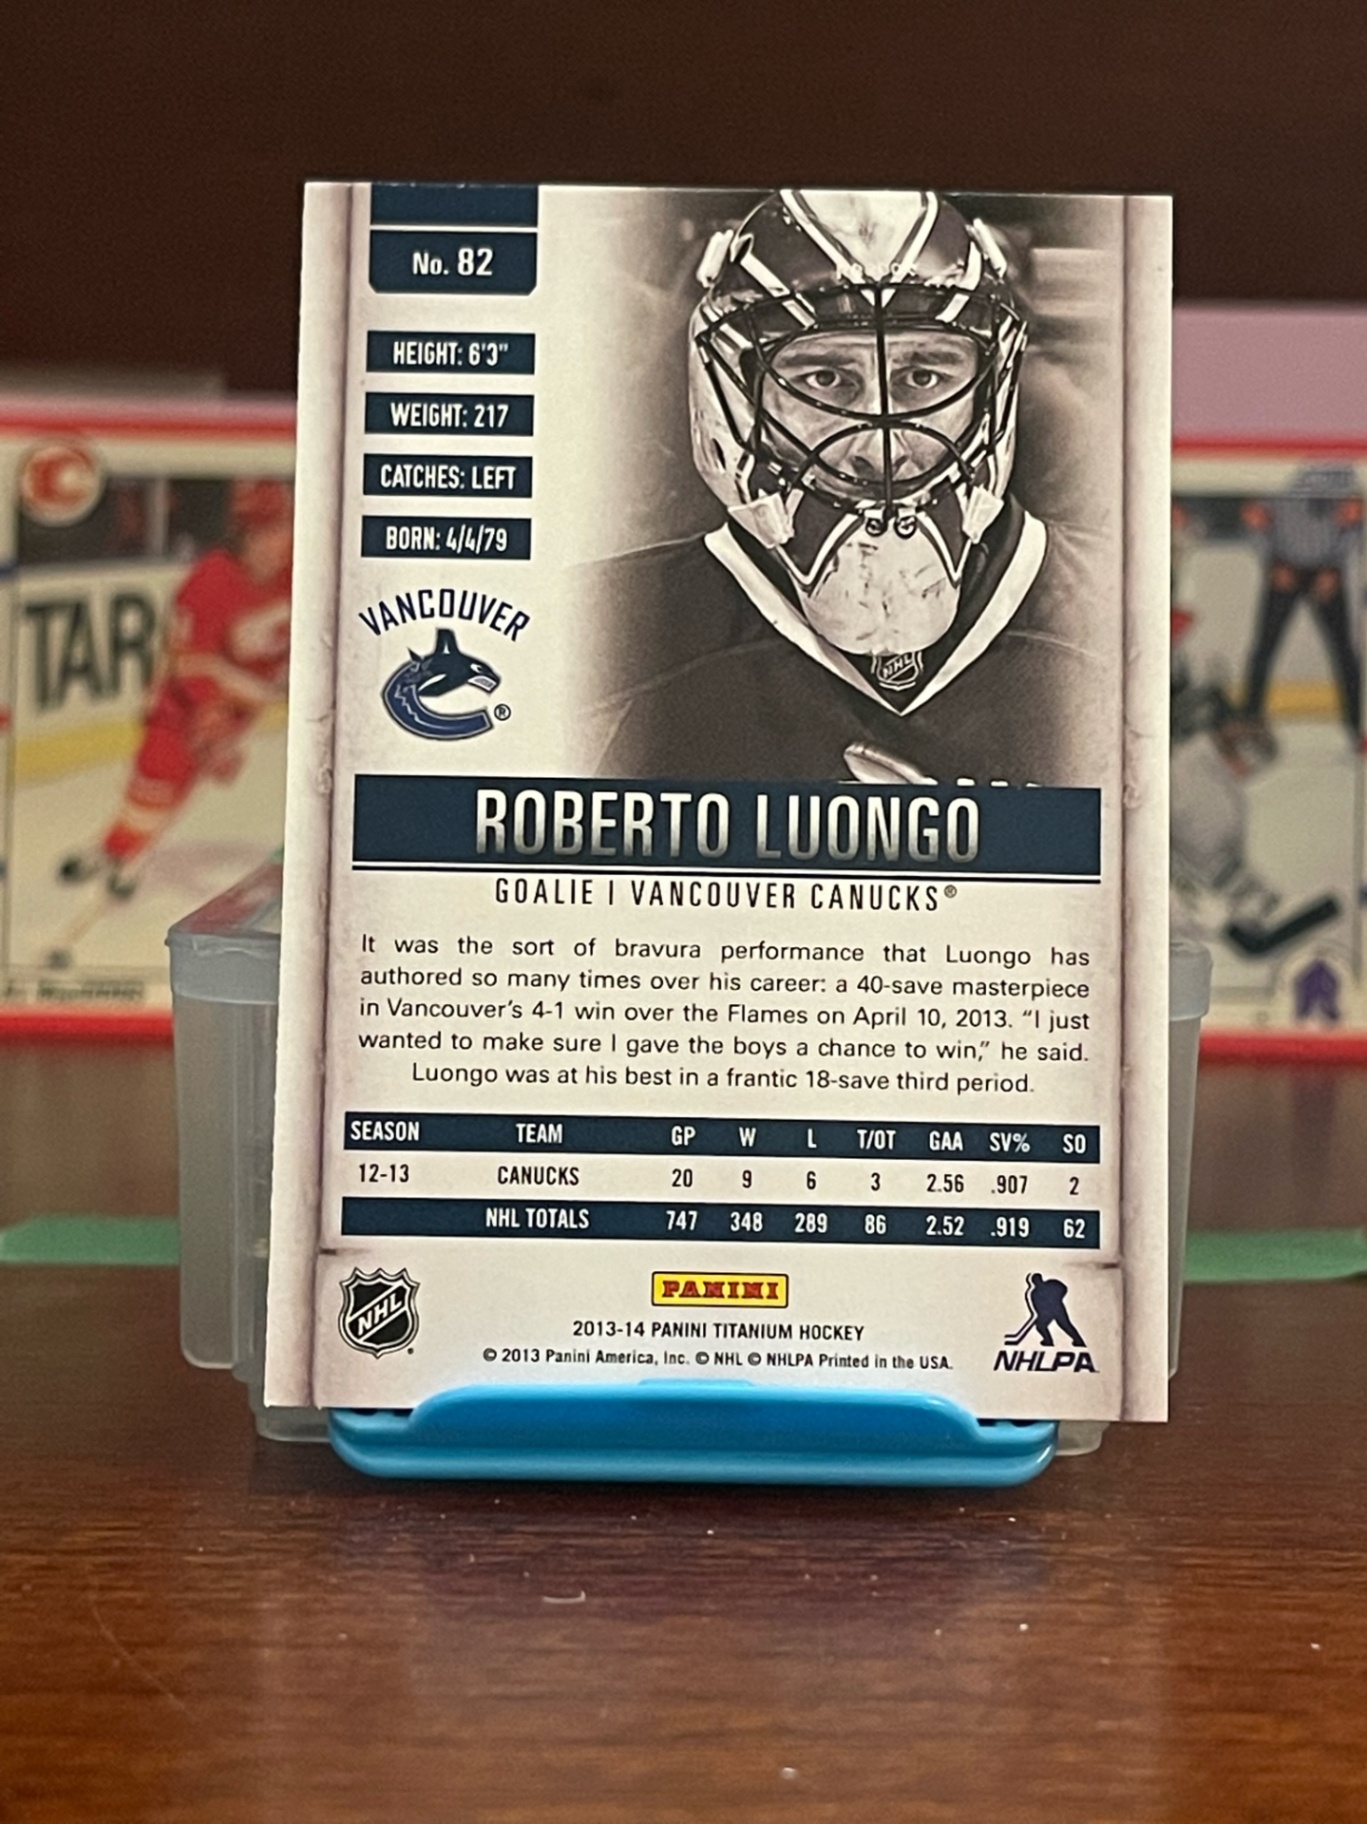 No. 82
HEIGHT: 6'3"
WEIGHT: 217
CATCHES: LEFT
BORN: 4/4/79
VANCOUVER
®
NHL
TAR
ROBERTO LUONGO
GOALIE | VANCOUVER CANUCKS®
It was the sort of bravura performance that Luongo has
authored so many times over his career: a 40-save masterpiece
in Vancouver's 4-1 win over the Flames on April 10, 2013. "I just
wanted to make sure I gave the boys a chance to win," he said.
Luongo was at his best in a frantic 18-save third period.
SEASON TEAM GP W L T/OT GAA SV% SO
12-13 CANUCKS 20 9 6 3 2.56 .907 2
NHL TOTALS 747 348 289 86 2.52 .919 62
NHL
PANINI
2013-14 PANINI TITANIUM HOCKEY
© 2013 Panini America, Inc. © NHL © NHLPA Printed in the USA.
NHLPA